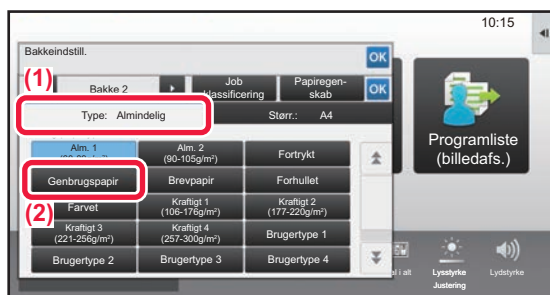 10:15
Bakkeindstill.
OK
(1)
Bakke 2
Job
klassificering
Papiregen-
skab
OK
Type: Almindelig
Størr.: A4
Alm. 1
Alm. 2
(90-105g/m²)
Fortrykt
Genbrugspapir
Brevpapir
Forhullet
(2)
Farvet
Kraftigt 1
(106-176g/m²)
Kraftigt 2
(177-220g/m²)
Kraftigt 3
(221-256g/m²)
Kraftigt 4
(257-300g/m²)
Brugertype 1
Brugertype 2
Brugertype 3
Brugertype 4
Programliste
(billedafs.)
al i alt
Lysstyrke
Justering
Lydstyrke